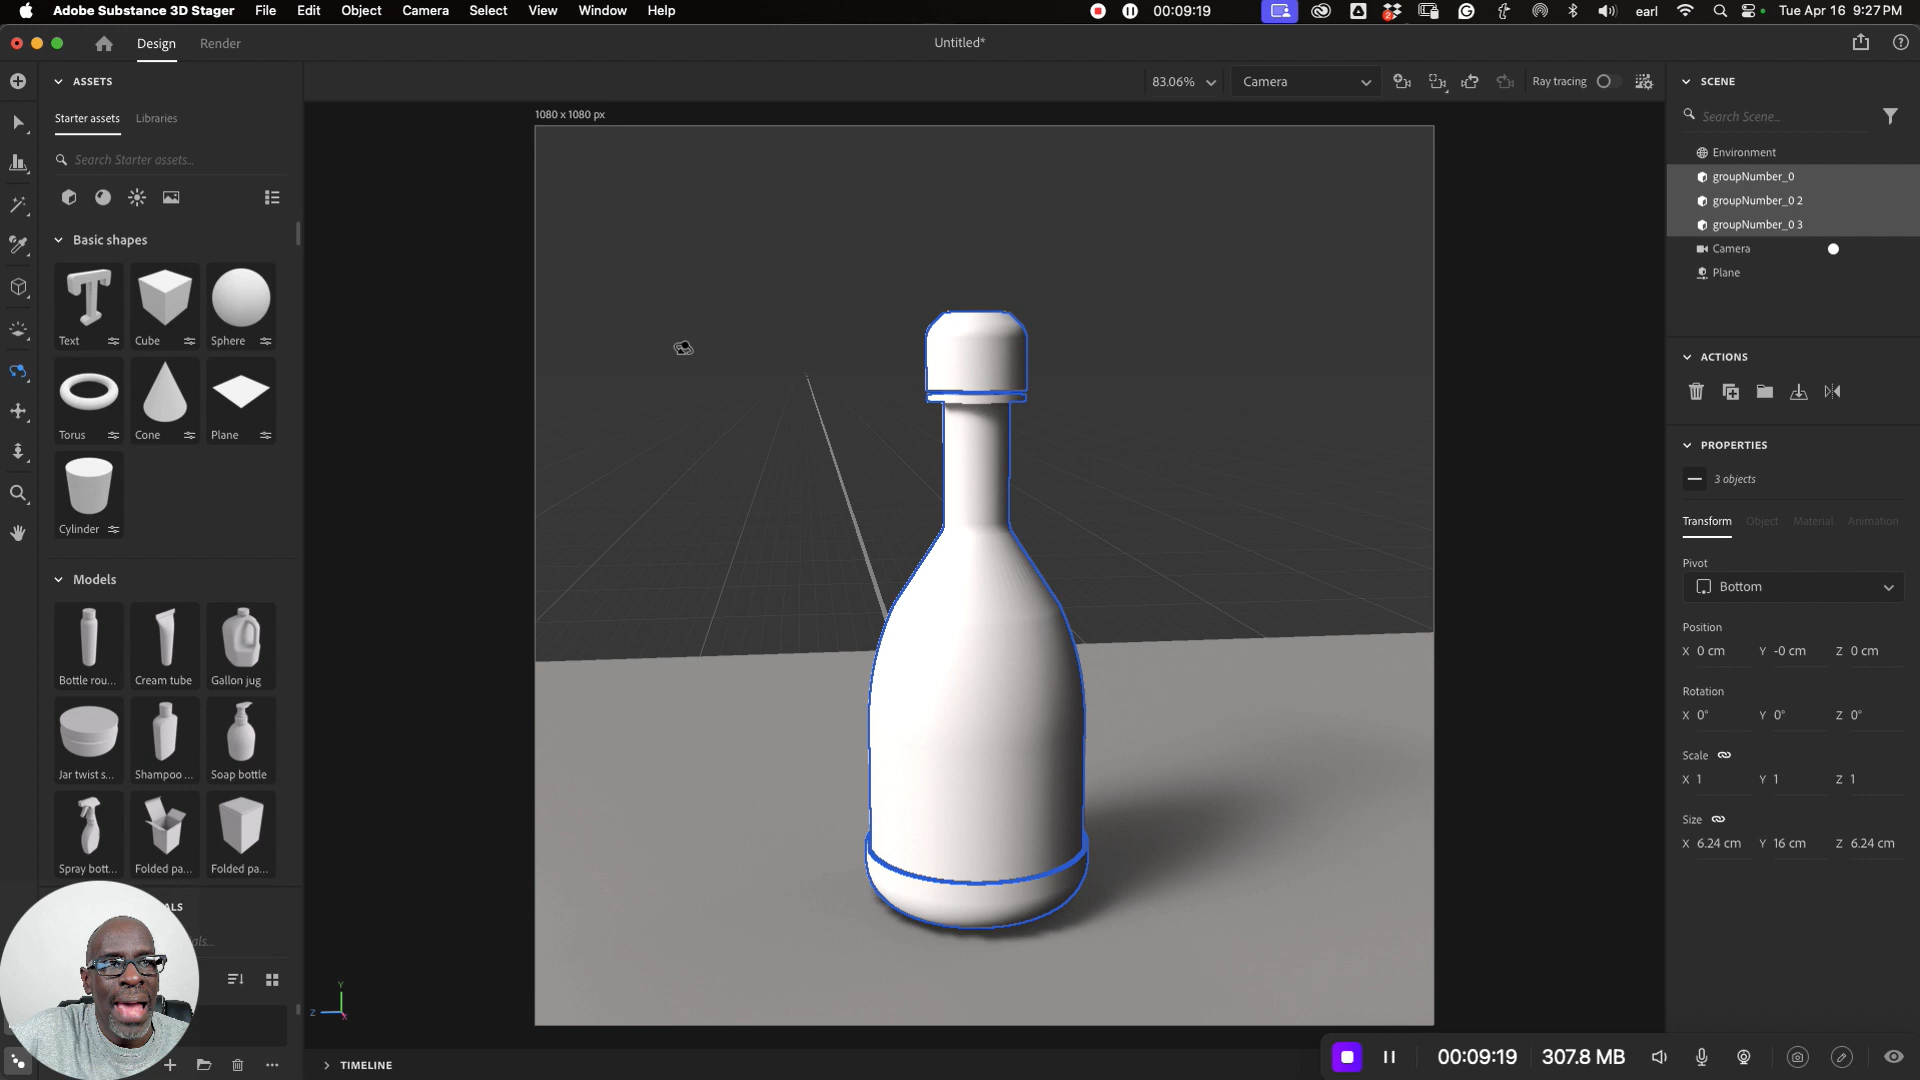 Adobe Substance 3D Stager File Edit Object Camera Select View Window Help 00:09:19 earl Tue Apr 16 9:27 PM
Design Render Untitled*
ASSETS
Starter assets Libraries
Search Starter assets...
Basic shapes
Text Cube Sphere
Torus Cone Plane
Cylinder
Models
Bottle rou... Cream tube Gallon jug
Jar twist s... Shampoo ... Soap bottle
Spray bott... Folded pa... Folded pa...
ALS
als...
83.06% Camera Ray tracing
1080 x 1080 px
Y
Z X
TIMELINE
SCENE
Search Scene...
Environment
groupNumber_0
groupNumber_0 2
groupNumber_0 3
Camera
Plane
ACTIONS
PROPERTIES
3 objects
Transform Object Material Animation
Pivot
Bottom
Position
X 0 cm Y -0 cm Z 0 cm
Rotation
X 0° Y 0° Z 0°
Scale
X 1 Y 1 Z 1
Size
X 6.24 cm Y 16 cm Z 6.24 cm
00:09:19 307.8 MB